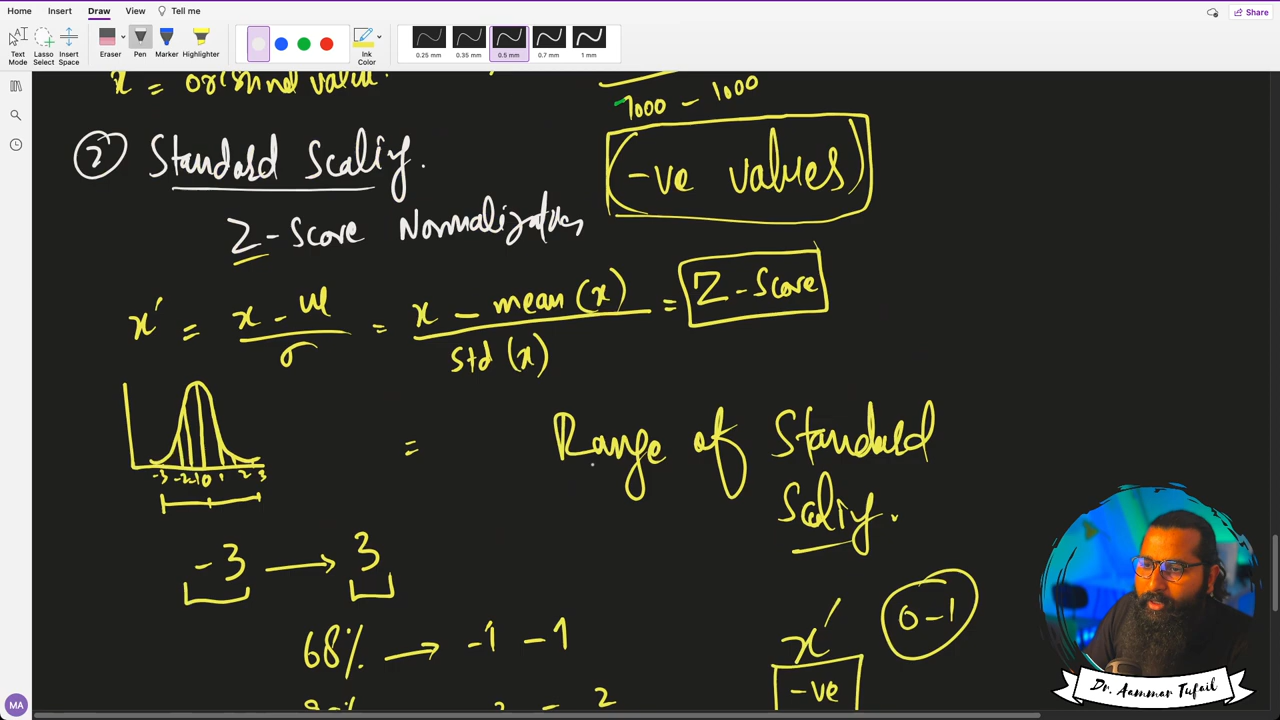 Home Insert Draw View Tell me
Share
Text Mode
Lasso Select
Insert Space
Eraser
Pen
Marker
Highlighter
Ink Color
0.25 mm
0.35 mm
0.5 mm
0.7 mm
1 mm
x = original value.
7000 - 1000
(-ve values)
② Standard Scaling.
Z-Score Normalization
x' = x - μ / σ = x - mean (x) / std (x) = Z-Score
-3 -2 -1 0 1 2 3
= Range of Standard
Scaling.
-3 → 3
0-1
68% → -1 - 1
x'
-ve
2
MA
Dr. Aammar Tufail